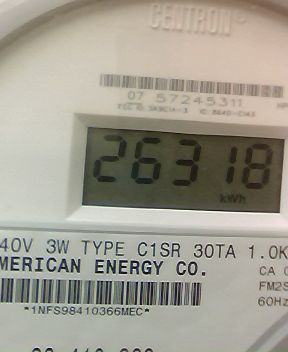 CENTRON®
07 57245311
26318
kWh
40V 3W TYPE C1SR 30TA 1.0K
MERICAN ENERGY CO.
CA 0
FM2S
60Hz
*1NFS98410366MEC*